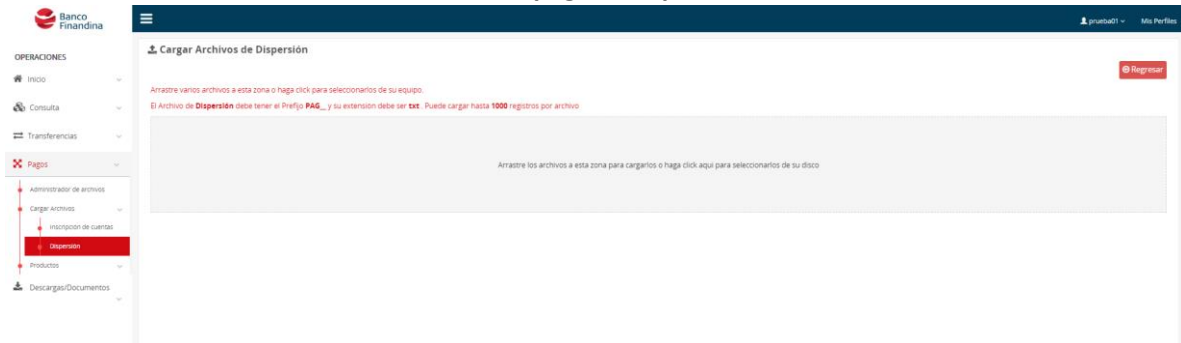 Banco
Finandina
prueba01
Mis Perfiles
OPERACIONES
Inicio
Consulta
Transferencias
Pagos
Administrador de archivos
Cargar Archivos
Inscripción de cuentas
Dispersión
Productos
Descargas/Documentos
Cargar Archivos de Dispersión
Regresar
Arrastre varios archivos a esta zona o haga click para seleccionarlos de su equipo.
El Archivo de Dispersión debe tener el Prefijo PAG_ y su extensión debe ser txt . Puede cargar hasta 1000 registros por archivo
Arrastre los archivos a esta zona para cargarlos o haga click aqui para seleccionarlos de su disco